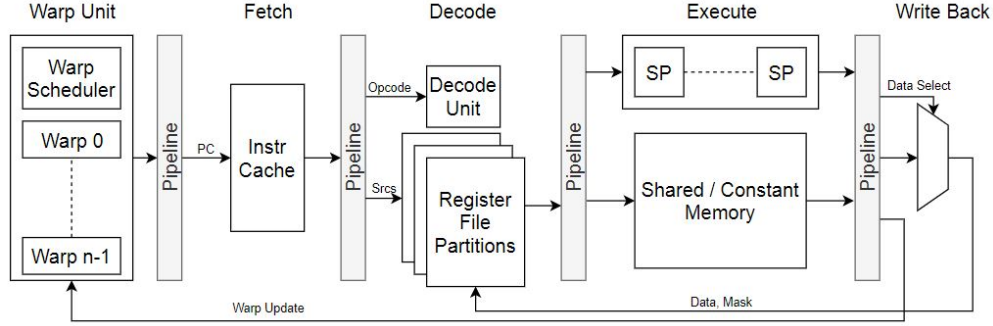 Warp Unit
Fetch
Decode
Execute
Write Back
Warp
Scheduler
Warp 0
Warp n-1
Pipeline
PC
Instr
Cache
Pipeline
Opcode
Srcs
Decode
Unit
Register
File
Partitions
Pipeline
SP
SP
Shared / Constant
Memory
Pipeline
Data Select
Data, Mask
Warp Update